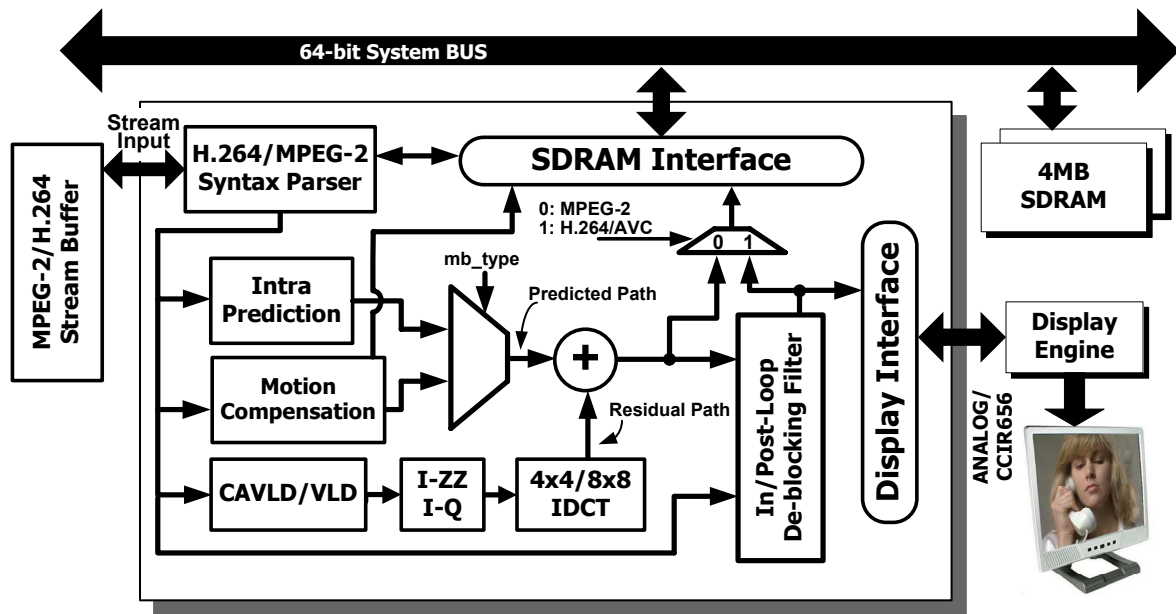 64-bit System BUS
Stream
Input
H.264/MPEG-2
Syntax Parser
SDRAM Interface
4MB
SDRAM
MPEG-2/H.264
Stream Buffer
0: MPEG-2
1: H.264/AVC
0 1
mb_type
Intra
Prediction
Predicted Path
Motion
Compensation
+
Residual Path
CAVLD/VLD
I-ZZ
I-Q
4x4/8x8
IDCT
In/Post-Loop
De-blocking Filter
Display Interface
Display
Engine
ANALOG/
CCIR656